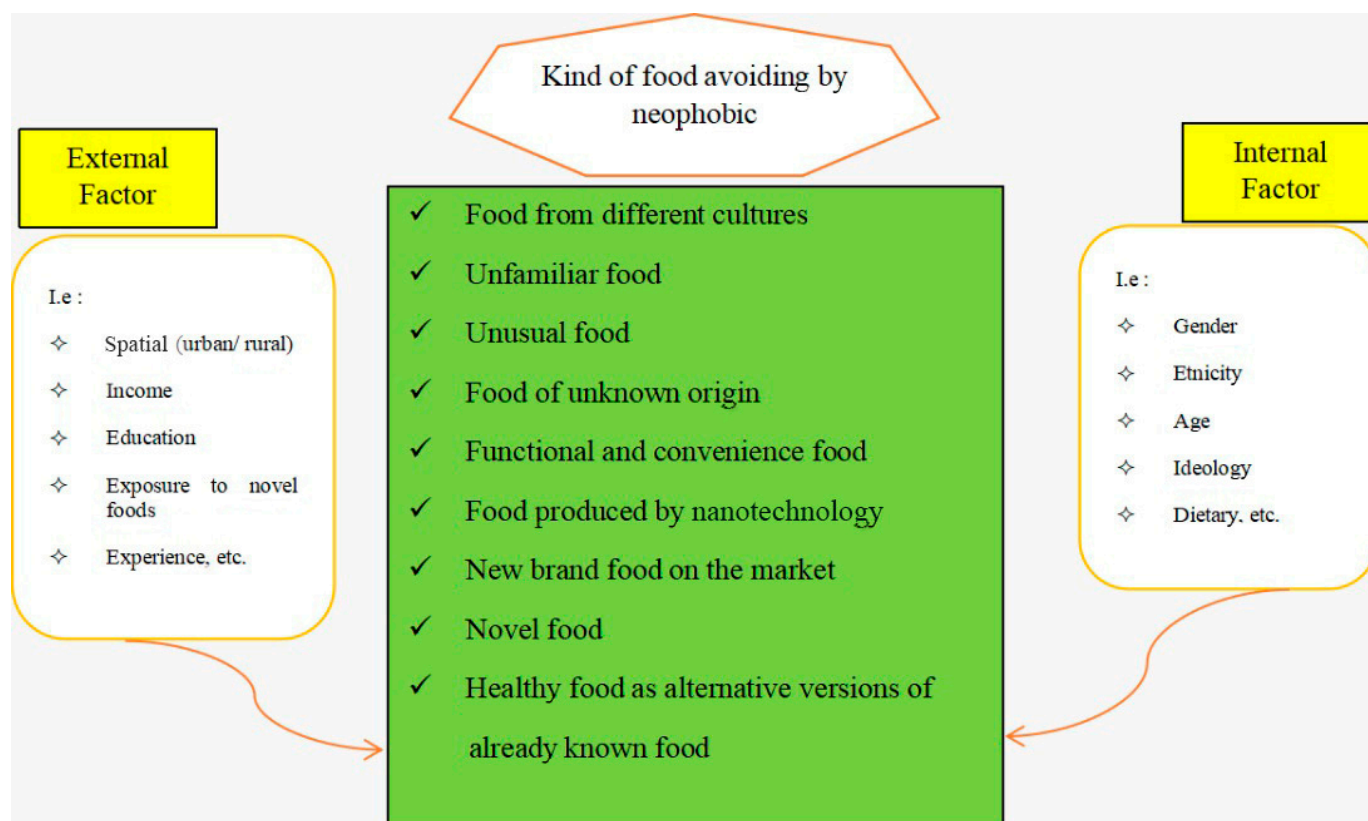 Kind of food avoiding by
neophobic
External
Factor
I.e :
Spatial (urban/ rural)
Income
Education
Exposure to novel
foods
Experience, etc.
✓ Food from different cultures
✓ Unfamiliar food
✓ Unusual food
✓ Food of unknown origin
✓ Functional and convenience food
✓ Food produced by nanotechnology
✓ New brand food on the market
✓ Novel food
✓ Healthy food as alternative versions of
already known food
Internal
Factor
I.e :
Gender
Etnicity
Age
Ideology
Dietary, etc.